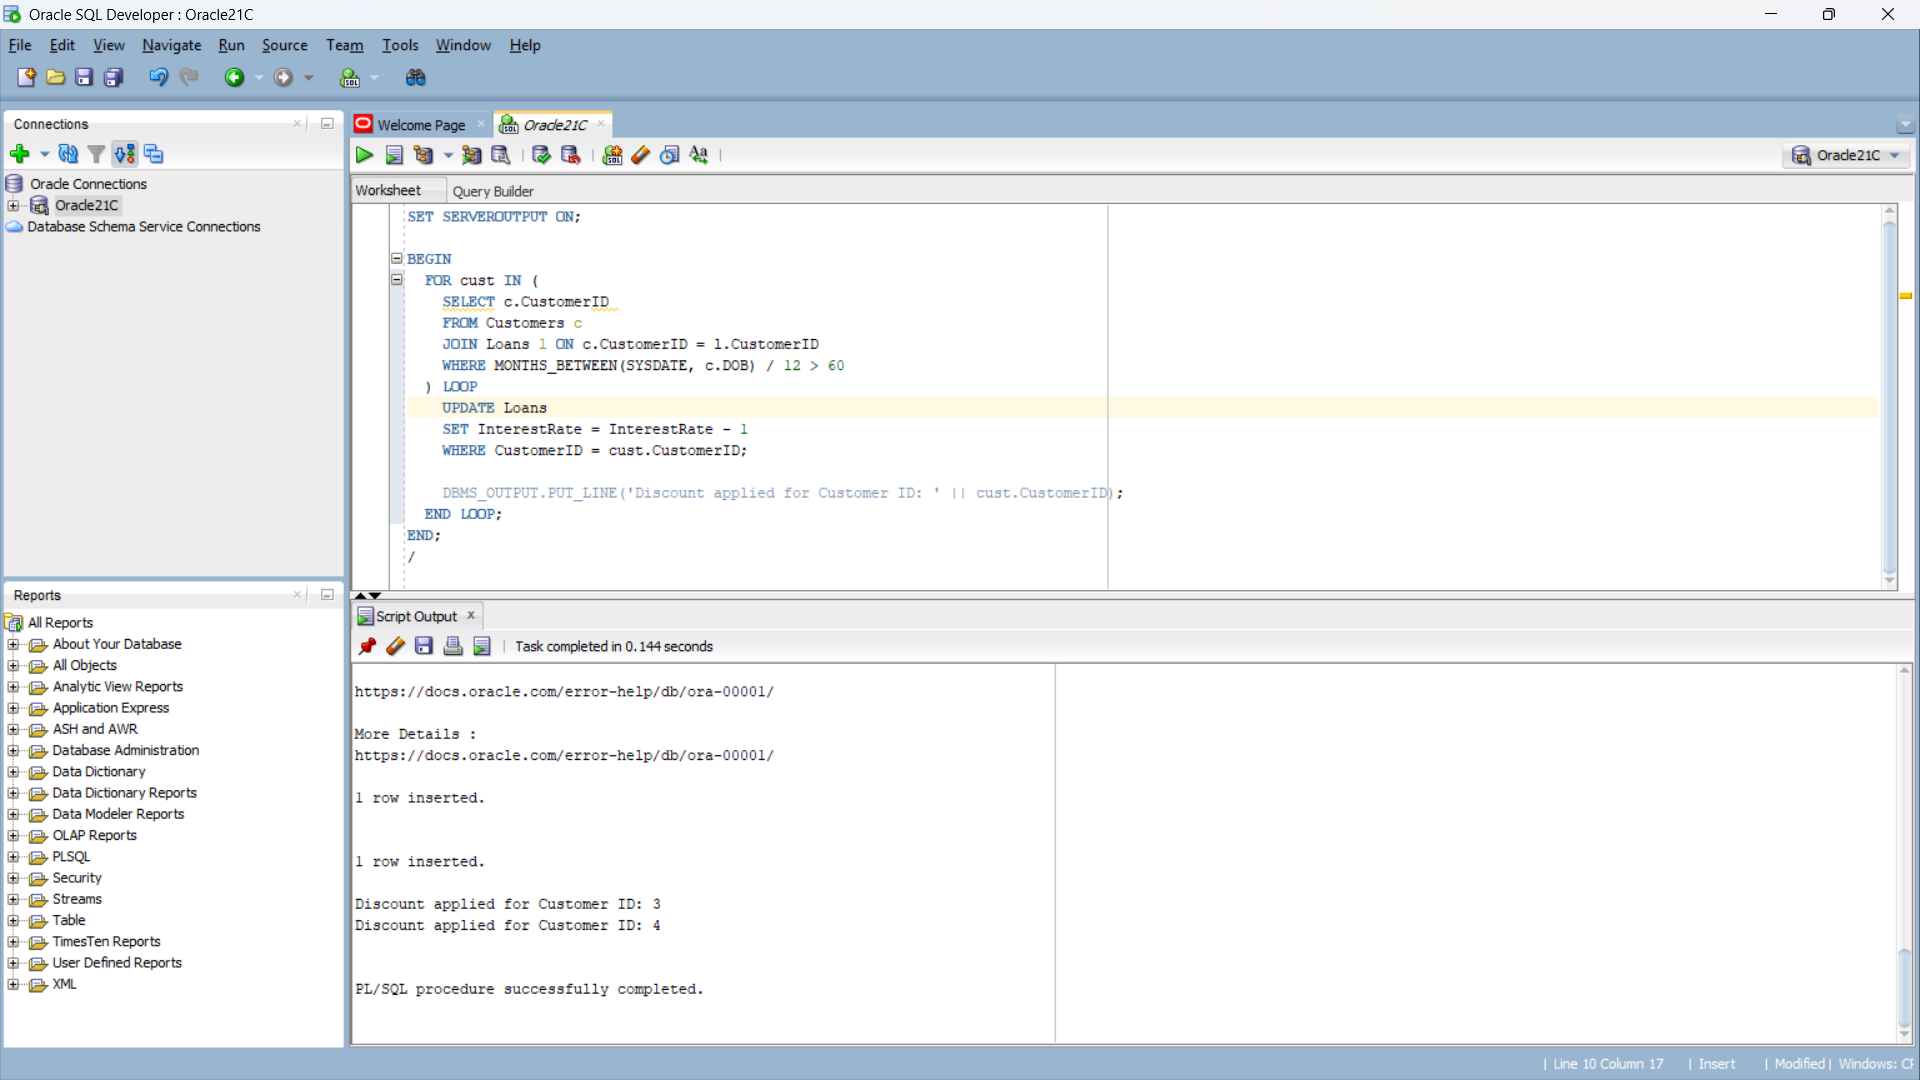 Oracle SQL Developer : Oracle21C
File Edit View Navigate Run Source Team Tools Window Help
Connections
Oracle Connections
Oracle21C
Database Schema Service Connections
Reports
All Reports
About Your Database
All Objects
Analytic View Reports
Application Express
ASH and AWR
Database Administration
Data Dictionary
Data Dictionary Reports
Data Modeler Reports
OLAP Reports
PLSQL
Security
Streams
Table
TimesTen Reports
User Defined Reports
XML
Welcome Page
Oracle21C
Oracle21C
Worksheet
Query Builder
SET SERVEROUTPUT ON;
BEGIN
FOR cust IN (
SELECT c.CustomerID
FROM Customers c
JOIN Loans l ON c.CustomerID = l.CustomerID
WHERE MONTHS_BETWEEN(SYSDATE, c.DOB) / 12 > 60
) LOOP
UPDATE Loans
SET InterestRate = InterestRate - 1
WHERE CustomerID = cust.CustomerID;
DBMS_OUTPUT.PUT_LINE('Discount applied for Customer ID: ' || cust.CustomerID);
END LOOP;
END;
/
Script Output
Task completed in 0.144 seconds
https://docs.oracle.com/error-help/db/ora-00001/
More Details :
https://docs.oracle.com/error-help/db/ora-00001/
1 row inserted.
1 row inserted.
Discount applied for Customer ID: 3
Discount applied for Customer ID: 4
PL/SQL procedure successfully completed.
| Line 10 Column 17 | Insert | Modified | Windows: CF